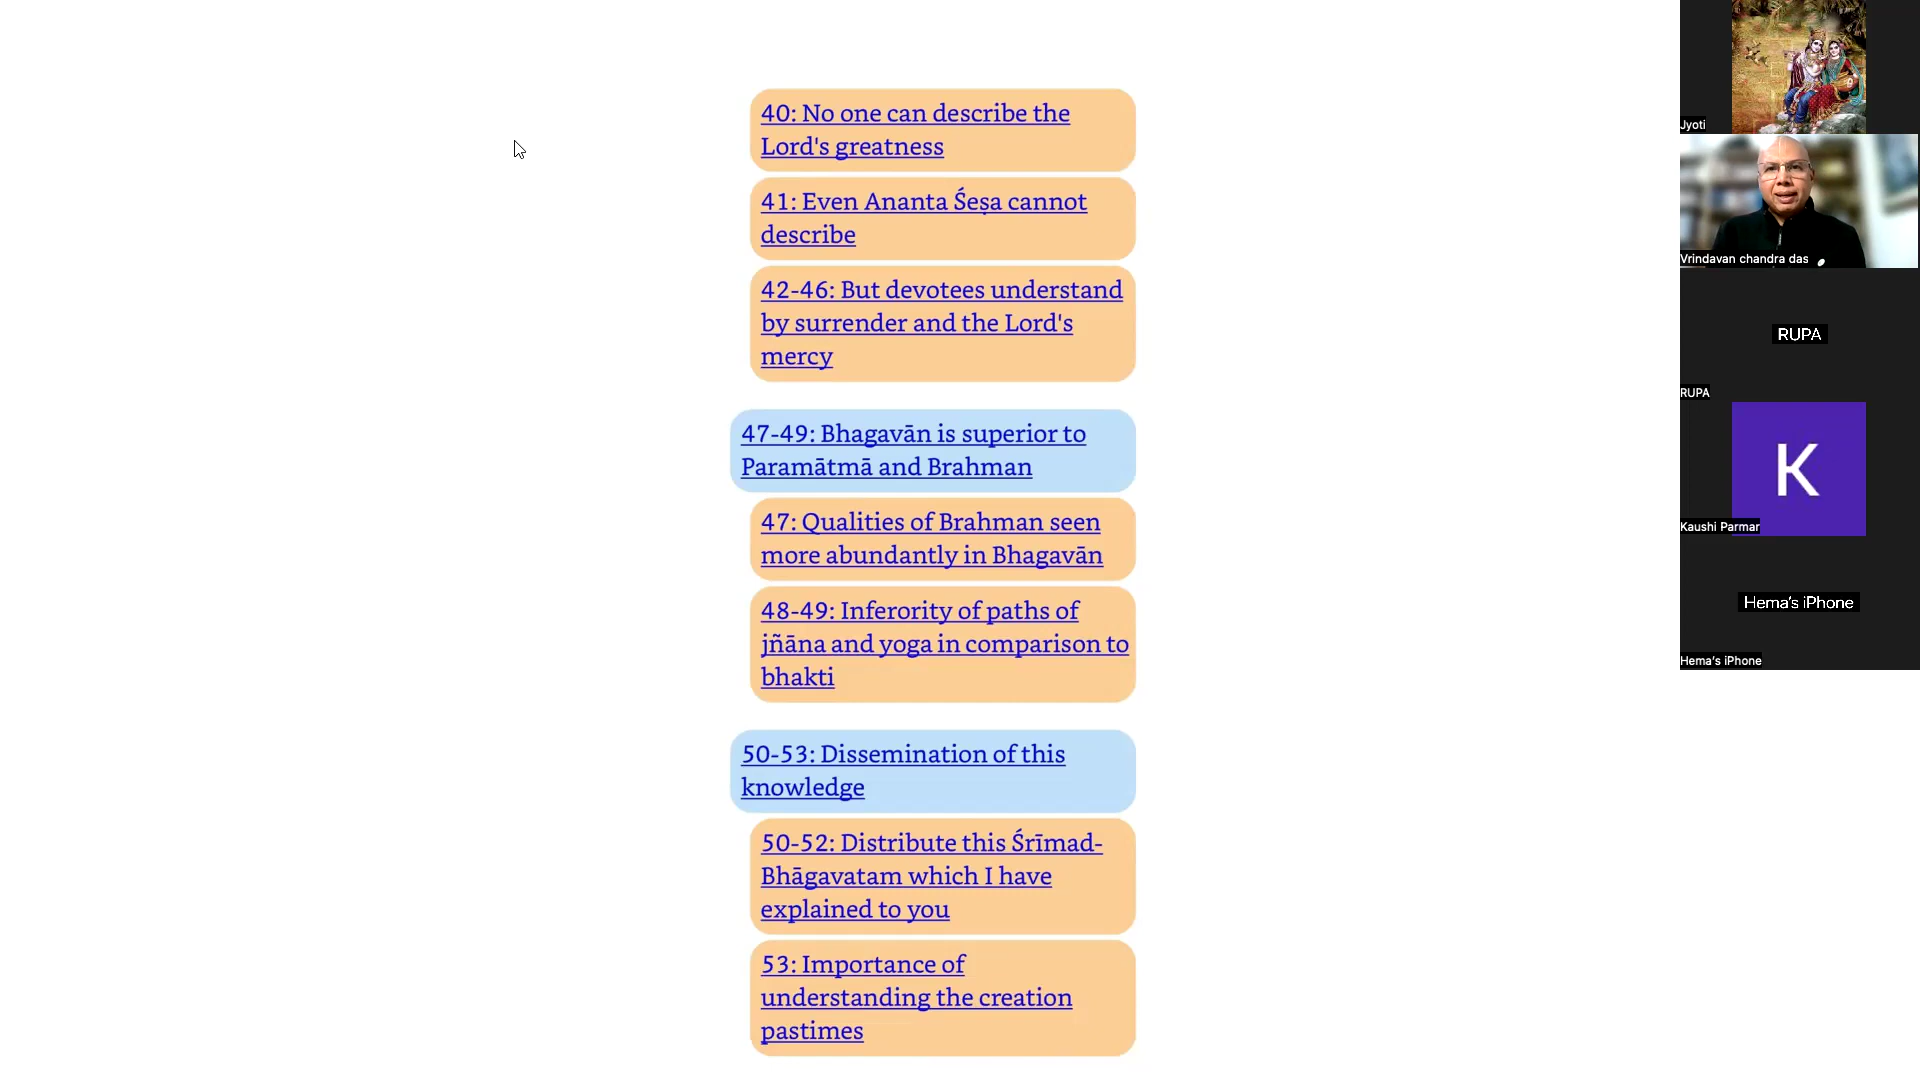 40: No one can describe the
Lord's greatness
41: Even Ananta Śeṣa cannot
describe
42-46: But devotees understand
by surrender and the Lord's
mercy
47-49: Bhagavān is superior to
Paramātmā and Brahman
47: Qualities of Brahman seen
more abundantly in Bhagavān
48-49: Inferority of paths of
jñāna and yoga in comparison to
bhakti
50-53: Dissemination of this
knowledge
50-52: Distribute this Śrīmad-
Bhāgavatam which I have
explained to you
53: Importance of
understanding the creation
pastimes
Jyoti
Vrindavan chandra das
RUPA
RUPA
K
Kaushi Parmar
Hema's iPhone
Hema's iPhone